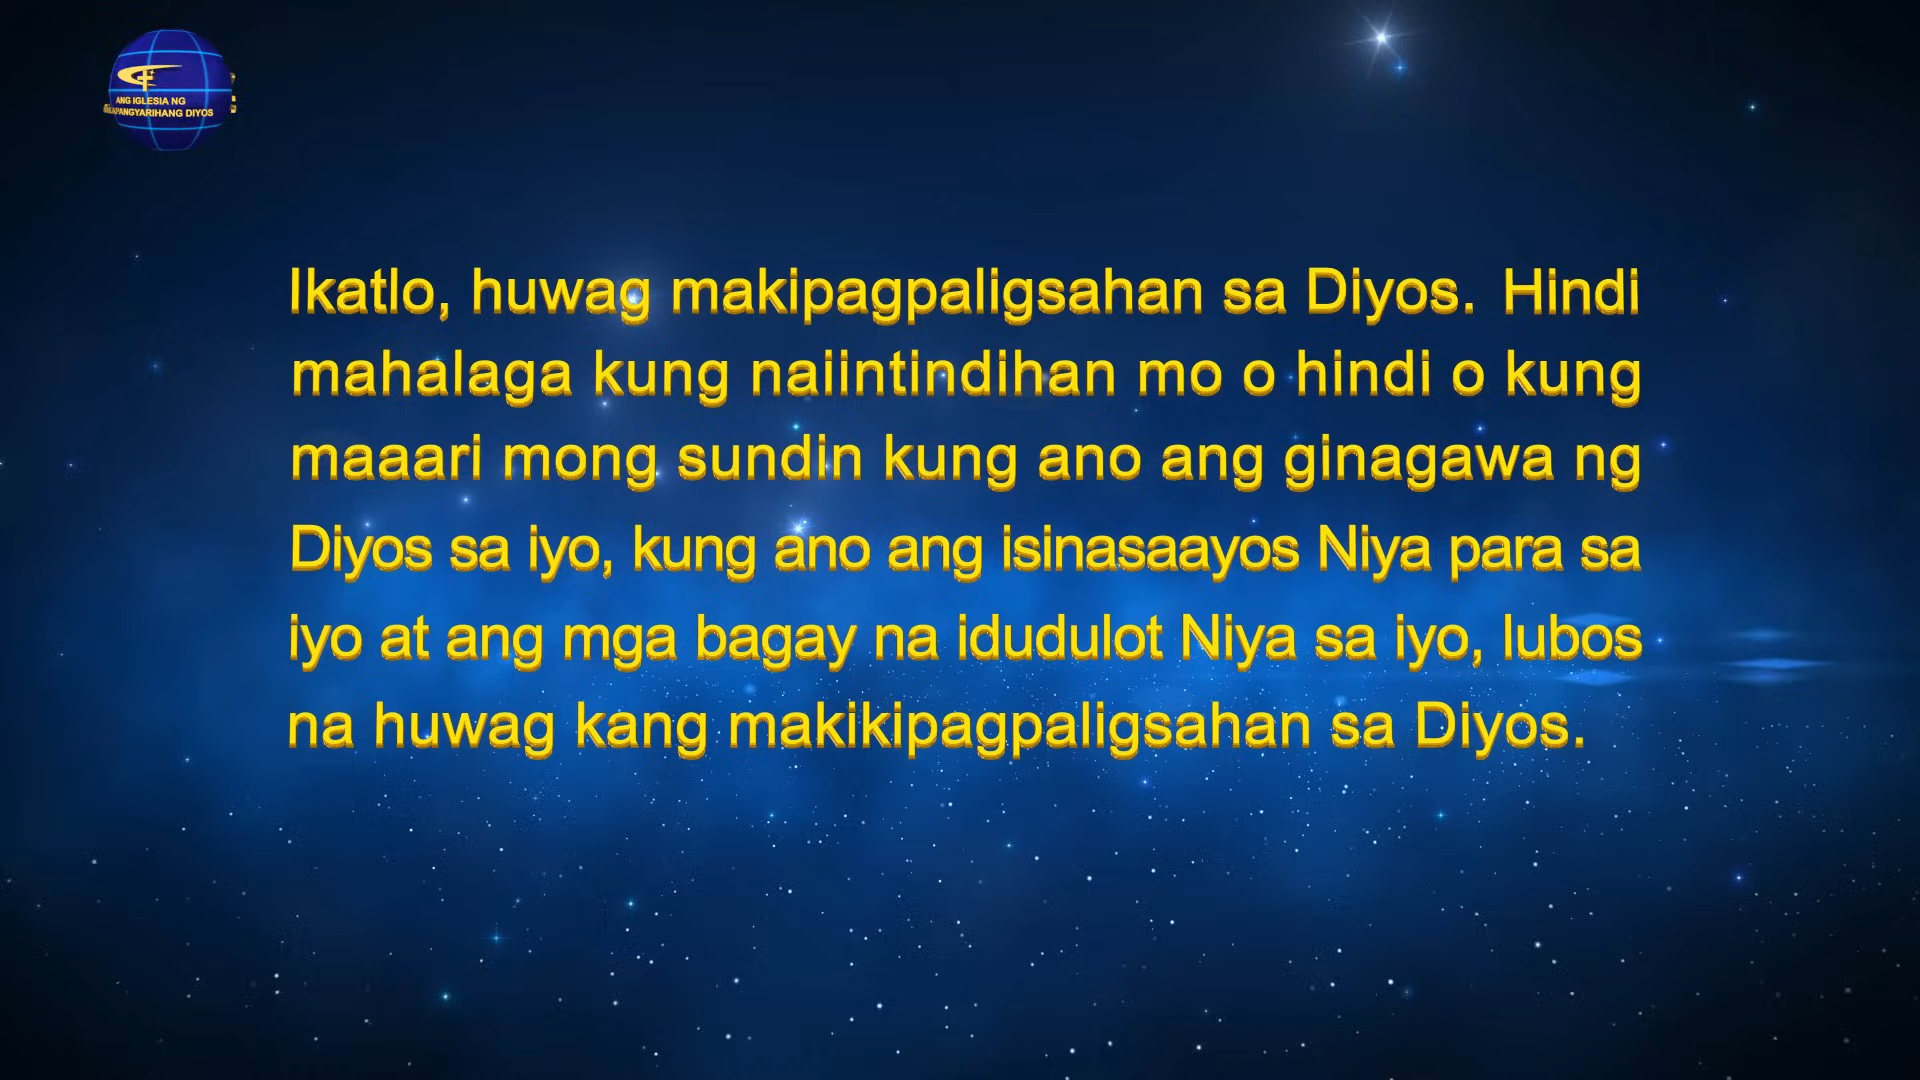 ANG IGLESIA NG
MAKAPANGYARIHANG DIYOS
Ikatlo, huwag makipagpaligsahan sa Diyos. Hindi
mahalaga kung naiintindihan mo o hindi o kung
maaari mong sundin kung ano ang ginagawa ng
Diyos sa iyo, kung ano ang isinasaayos Niya para sa
iyo at ang mga bagay na idudulot Niya sa iyo, lubos
na huwag kang makikipagpaligsahan sa Diyos.